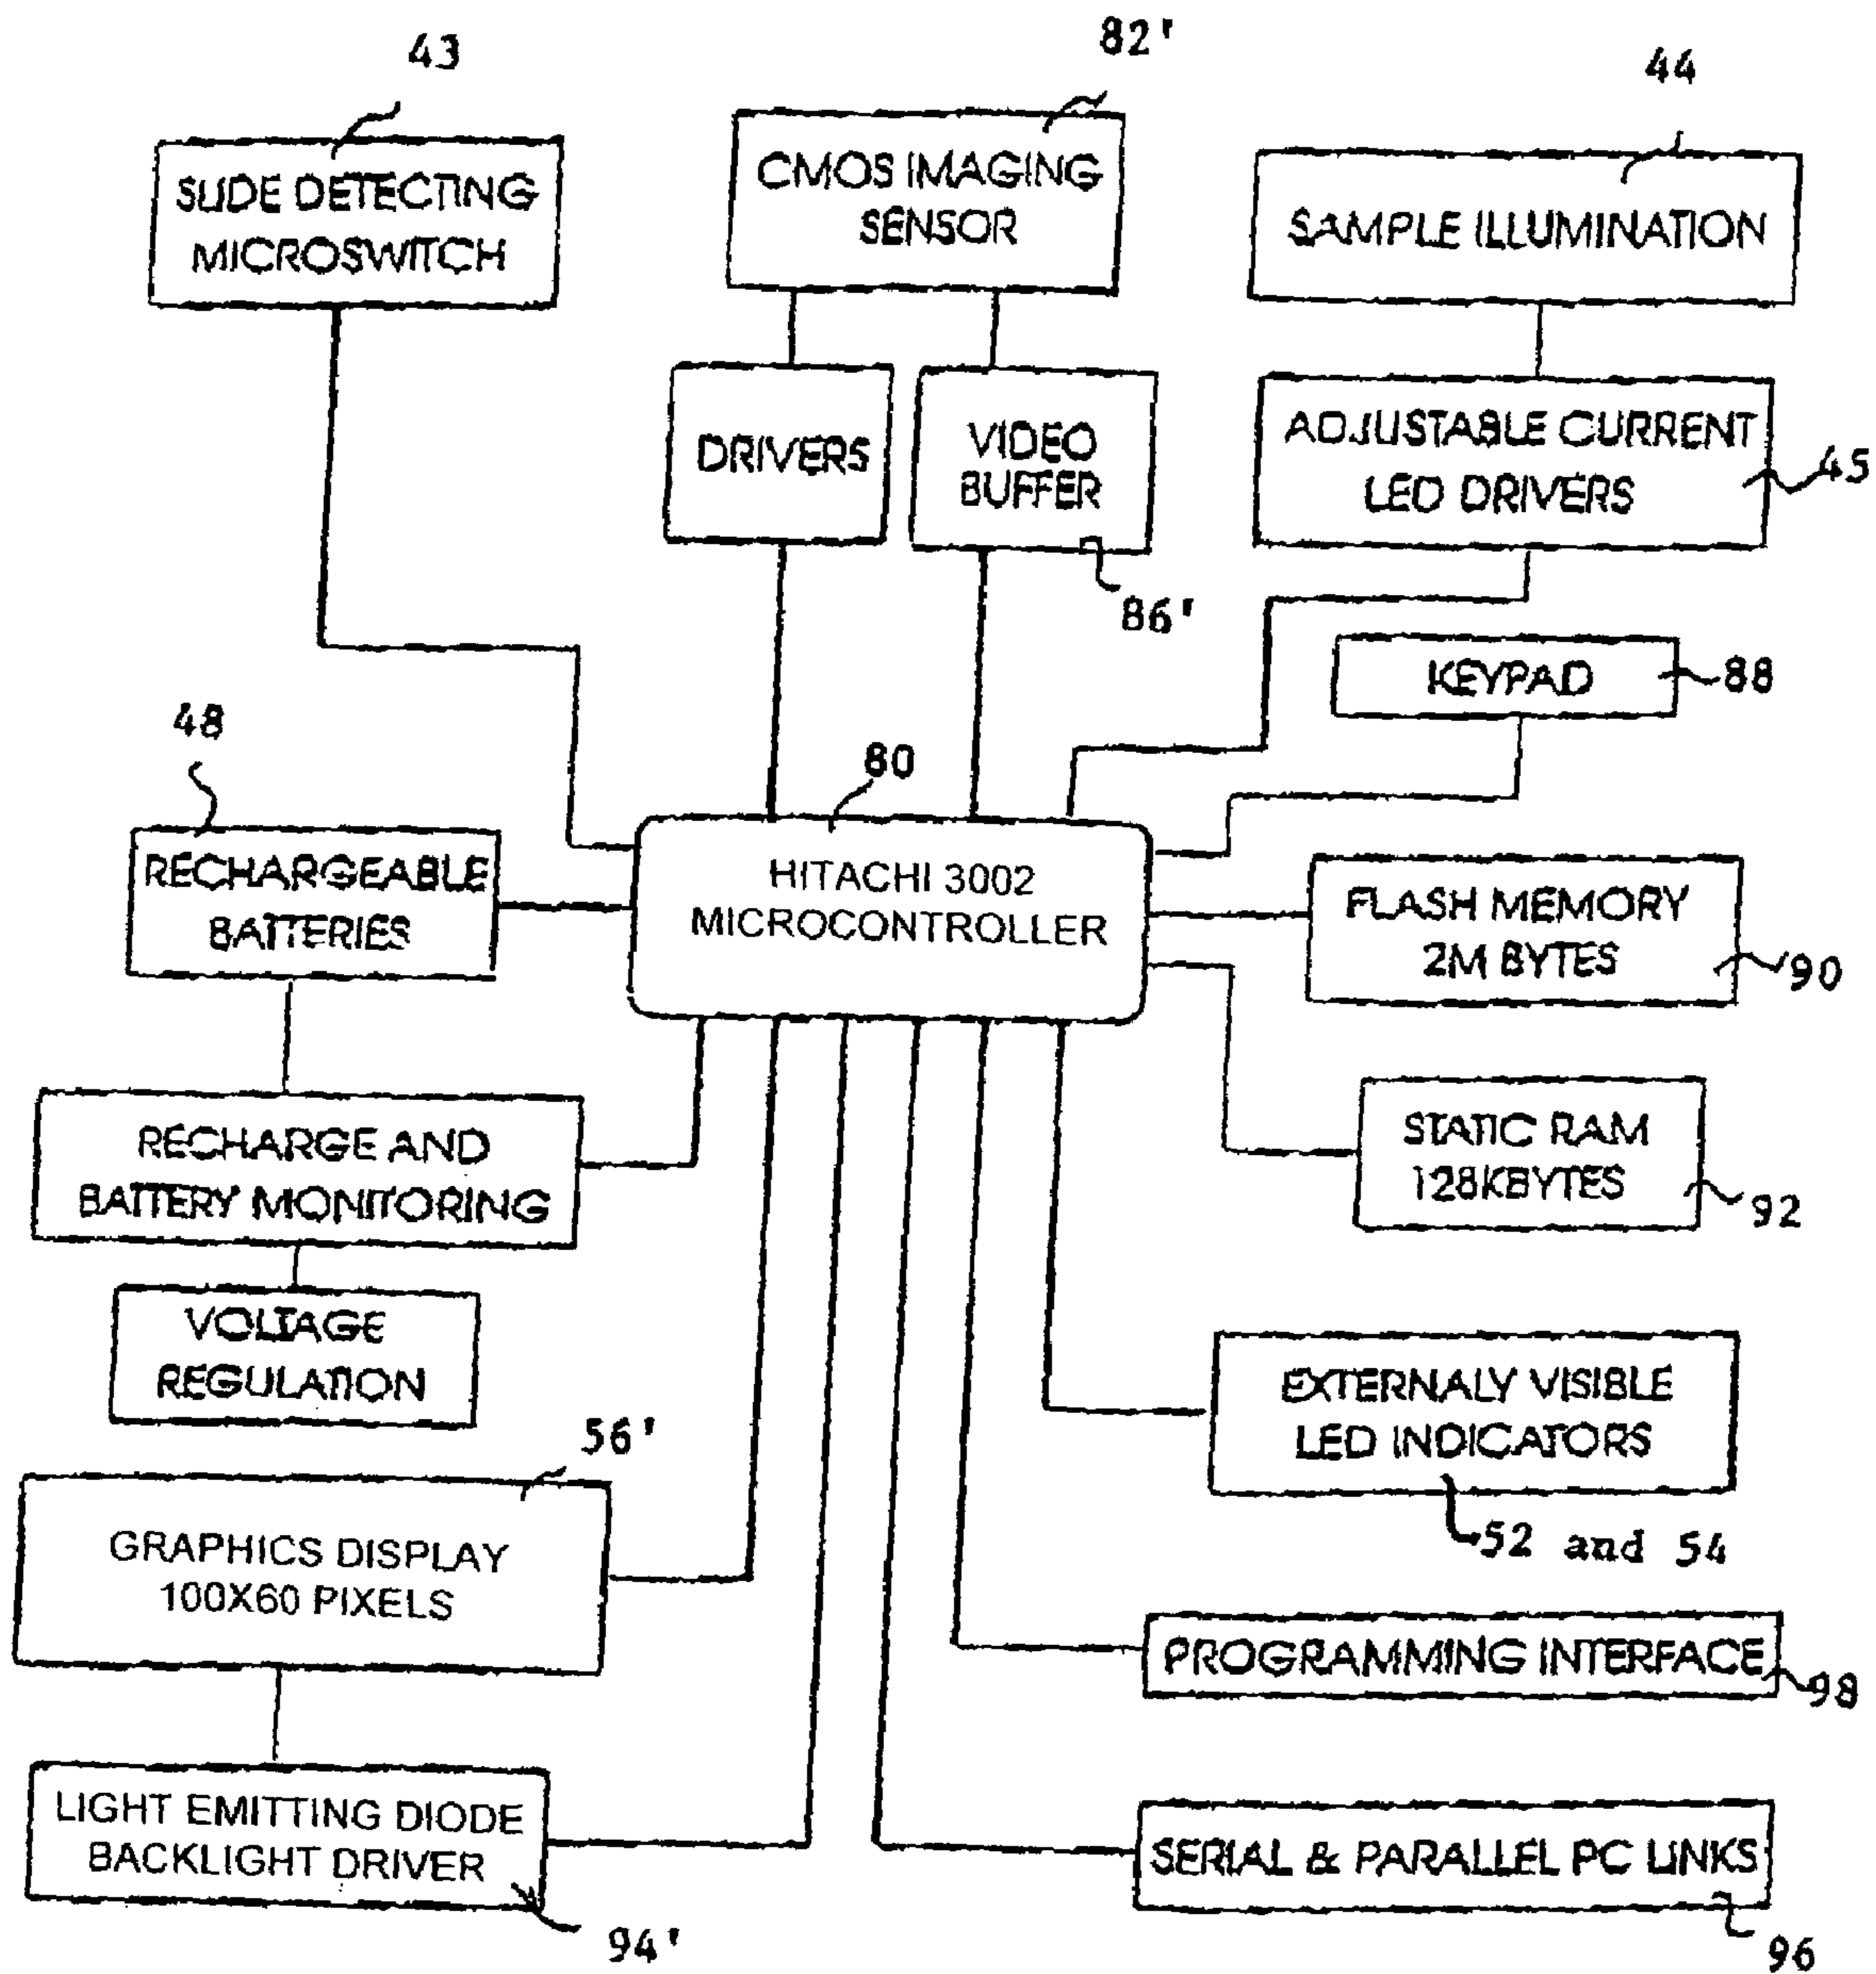 43
82'
44
SLIDE DETECTING
MICROSWITCH
CMOS IMAGING
SENSOR
SAMPLE ILLUMINATION
DRIVERS
VIDEO
BUFFER
ADJUSTABLE CURRENT
LED DRIVERS
45
86'
KEYPAD
88
48
80
RECHARGEABLE
BATTERIES
HITACHI 3002
MICROCONTROLLER
FLASH MEMORY
2M BYTES
90
RECHARGE AND
BATTERY MONITORING
STATIC RAM
128KBYTES
92
VOLTAGE
REGULATION
EXTERNALY VISIBLE
LED INDICATORS
52 and 54
56'
GRAPHICS DISPLAY
100X60 PIXELS
PROGRAMMING INTERFACE
98
LIGHT EMITTING DIODE
BACKLIGHT DRIVER
94'
SERIAL & PARALLEL PC LINKS
96